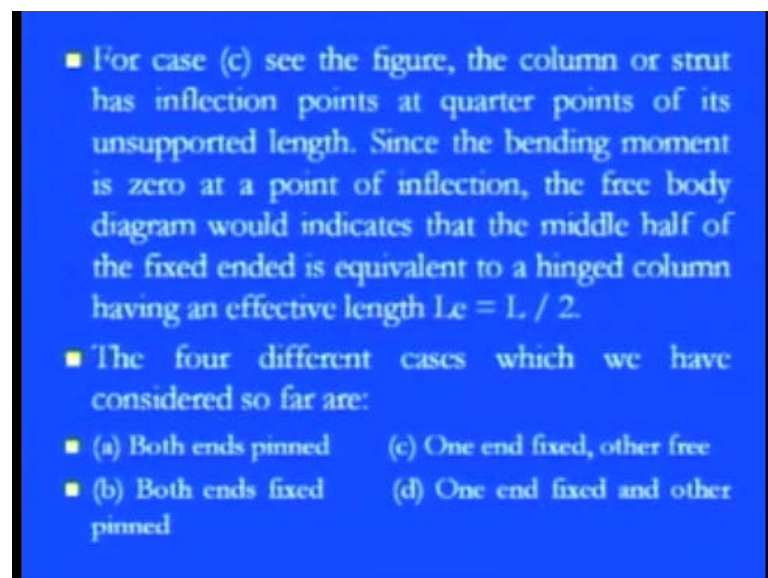 For case (c) see the figure, the column or strut
has inflection points at quarter points of its
unsupported length. Since the bending moment
is zero at a point of inflection, the free body
diagram would indicates that the middle half of
the fixed ended is equivalent to a hinged column
having an effective length Le = L / 2.
The four different cases which we have
considered so far are:
(a) Both ends pinned (c) One end fixed, other free
(b) Both ends fixed (d) One end fixed and other
pinned